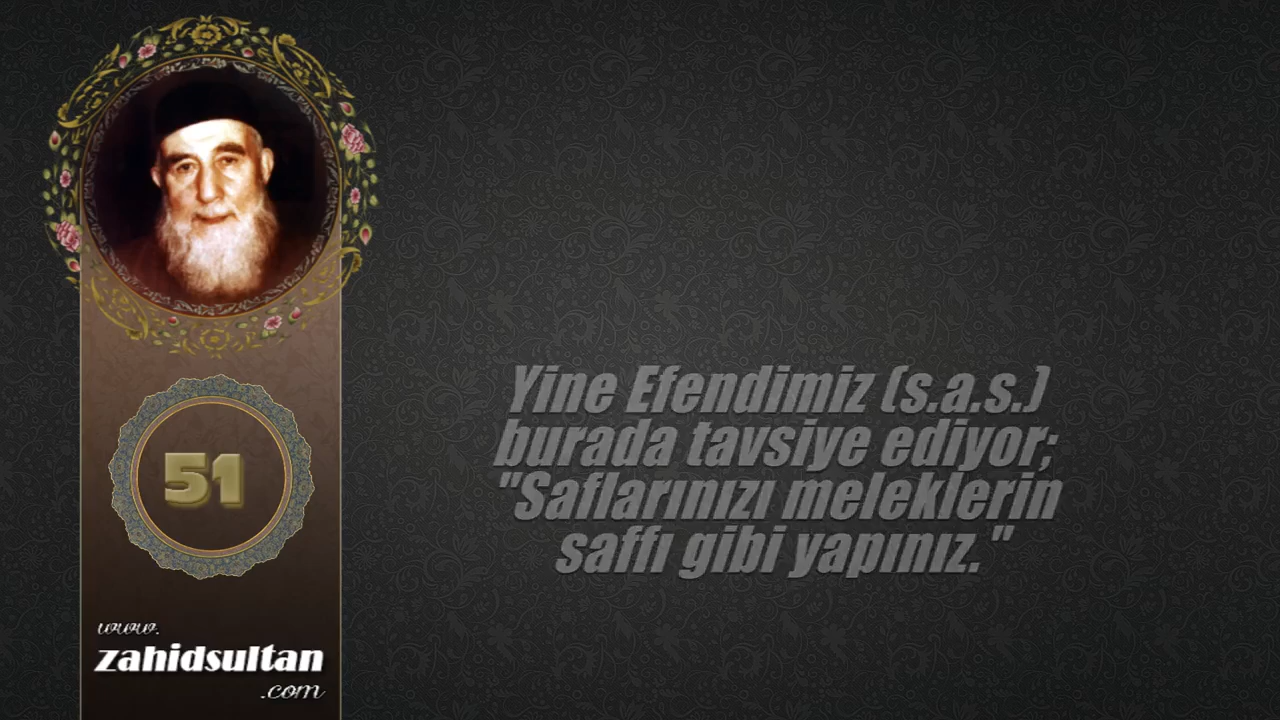 51
www.
zahidsultan
.com
Yine Efendimiz (s.a.s.)
burada tavsiye ediyor;
"Saflarınızı meleklerin
saffı gibi yapınız."